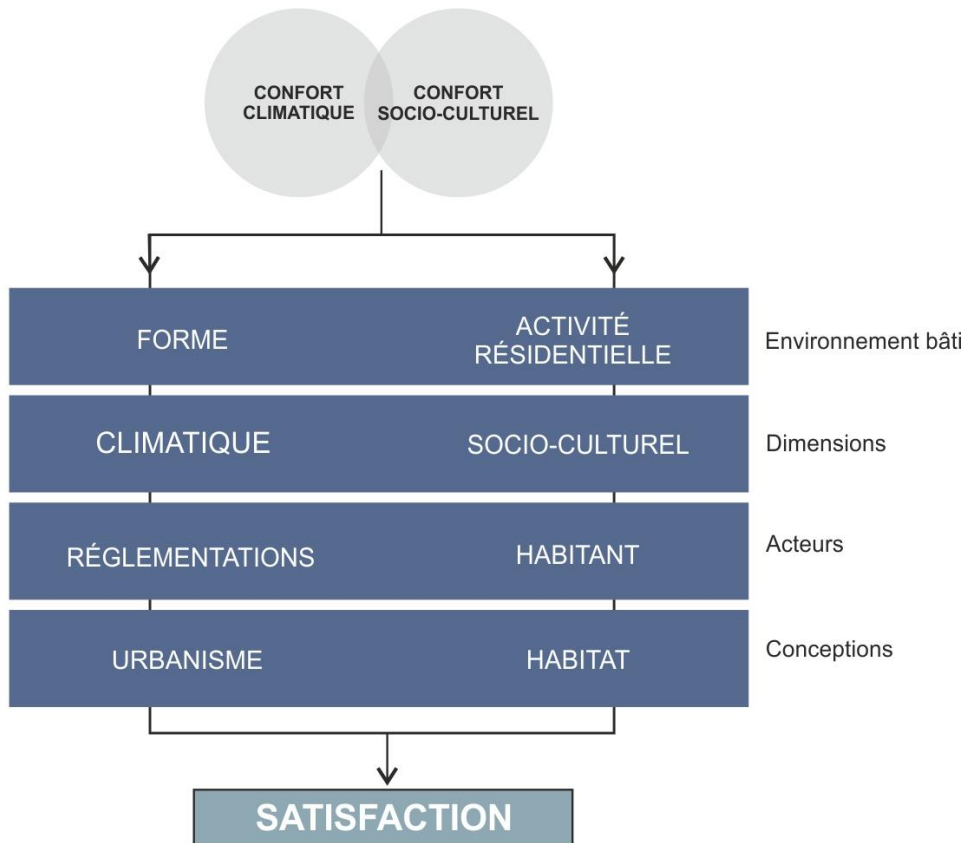 CONFORT
CLIMATIQUE
CONFORT
SOCIO-CULTUREL
FORME
ACTIVITÉ
RÉSIDENTIELLE
Environnement bâti
CLIMATIQUE
SOCIO-CULTUREL
Dimensions
RÉGLEMENTATIONS
HABITANT
Acteurs
URBANISME
HABITAT
Conceptions
SATISFACTION